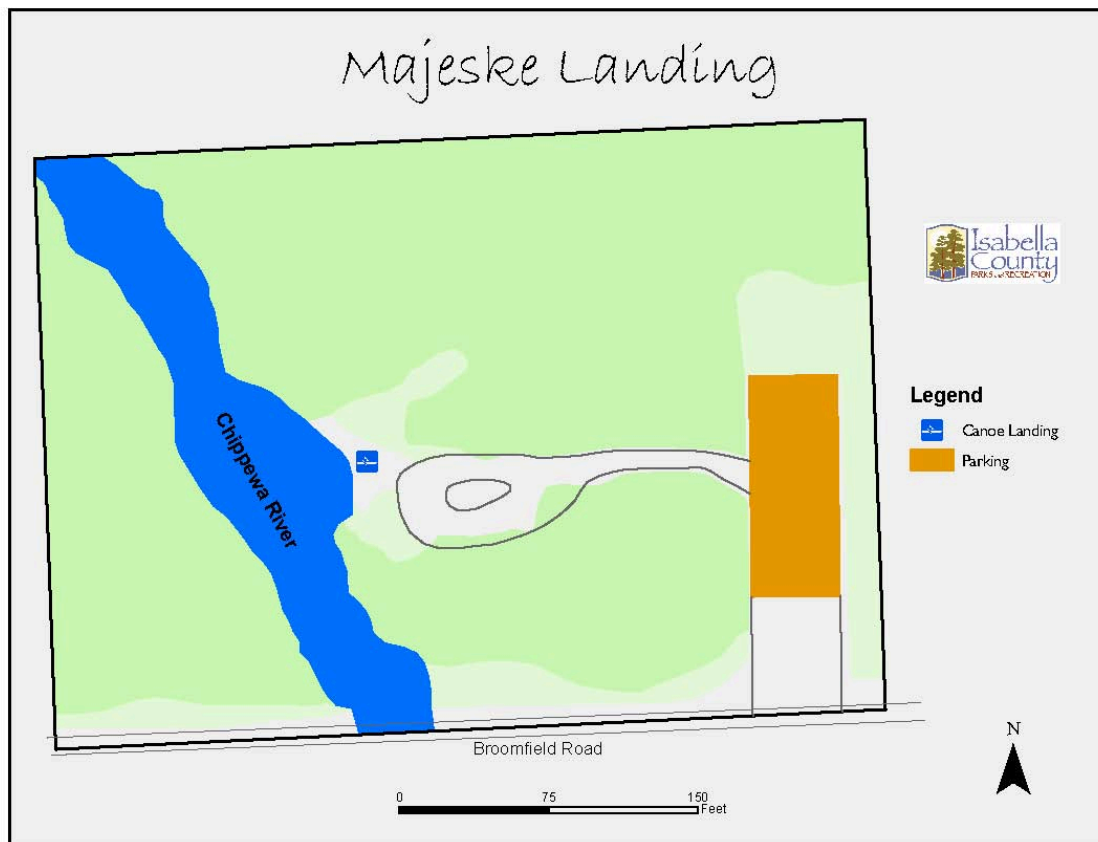 Majeske Landing
Isabella
County
PARKS and RECREATION
Chippewa River
Legend
Canoe Landing
Parking
Broomfield Road
N
0 75 150
Feet